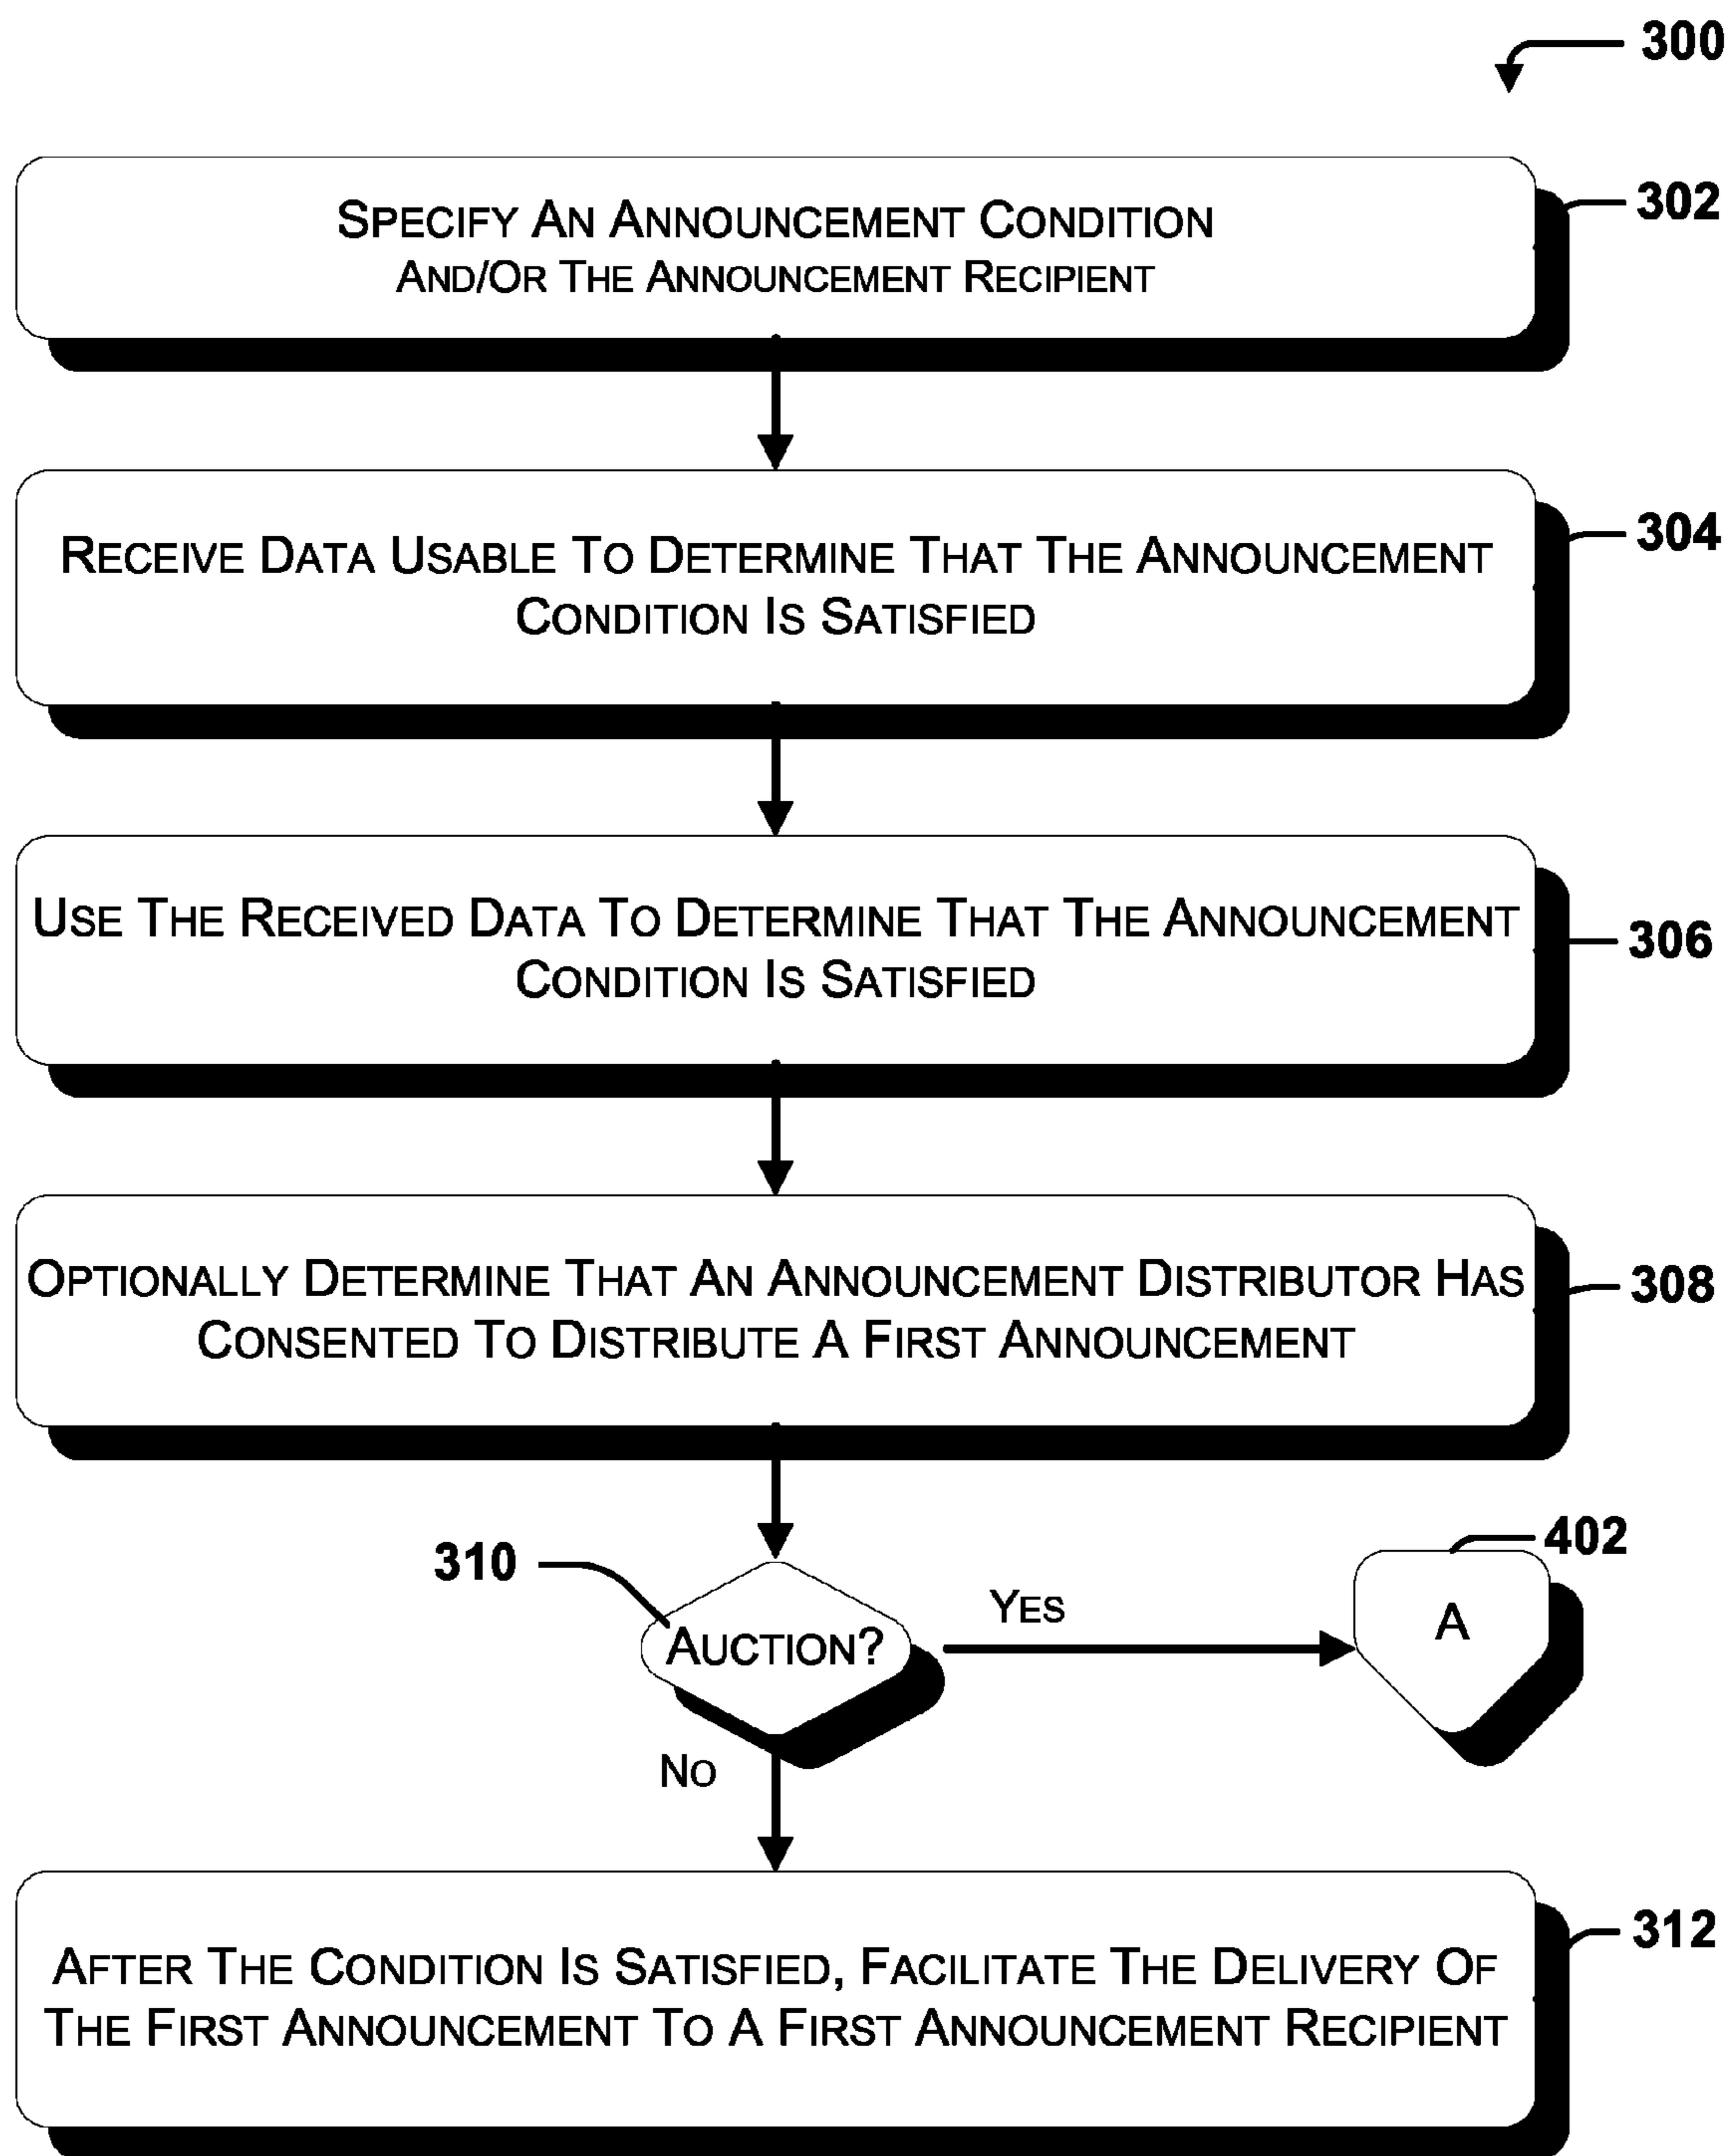 300
SPECIFY AN ANNOUNCEMENT CONDITION
AND/OR THE ANNOUNCEMENT RECIPIENT
302
RECEIVE DATA USABLE TO DETERMINE THAT THE ANNOUNCEMENT
CONDITION IS SATISFIED
304
USE THE RECEIVED DATA TO DETERMINE THAT THE ANNOUNCEMENT
CONDITION IS SATISFIED
306
OPTIONALLY DETERMINE THAT AN ANNOUNCEMENT DISTRIBUTOR HAS
CONSENTED TO DISTRIBUTE A FIRST ANNOUNCEMENT
308
310
AUCTION?
YES
402
A
NO
AFTER THE CONDITION IS SATISFIED, FACILITATE THE DELIVERY OF
THE FIRST ANNOUNCEMENT TO A FIRST ANNOUNCEMENT RECIPIENT
312